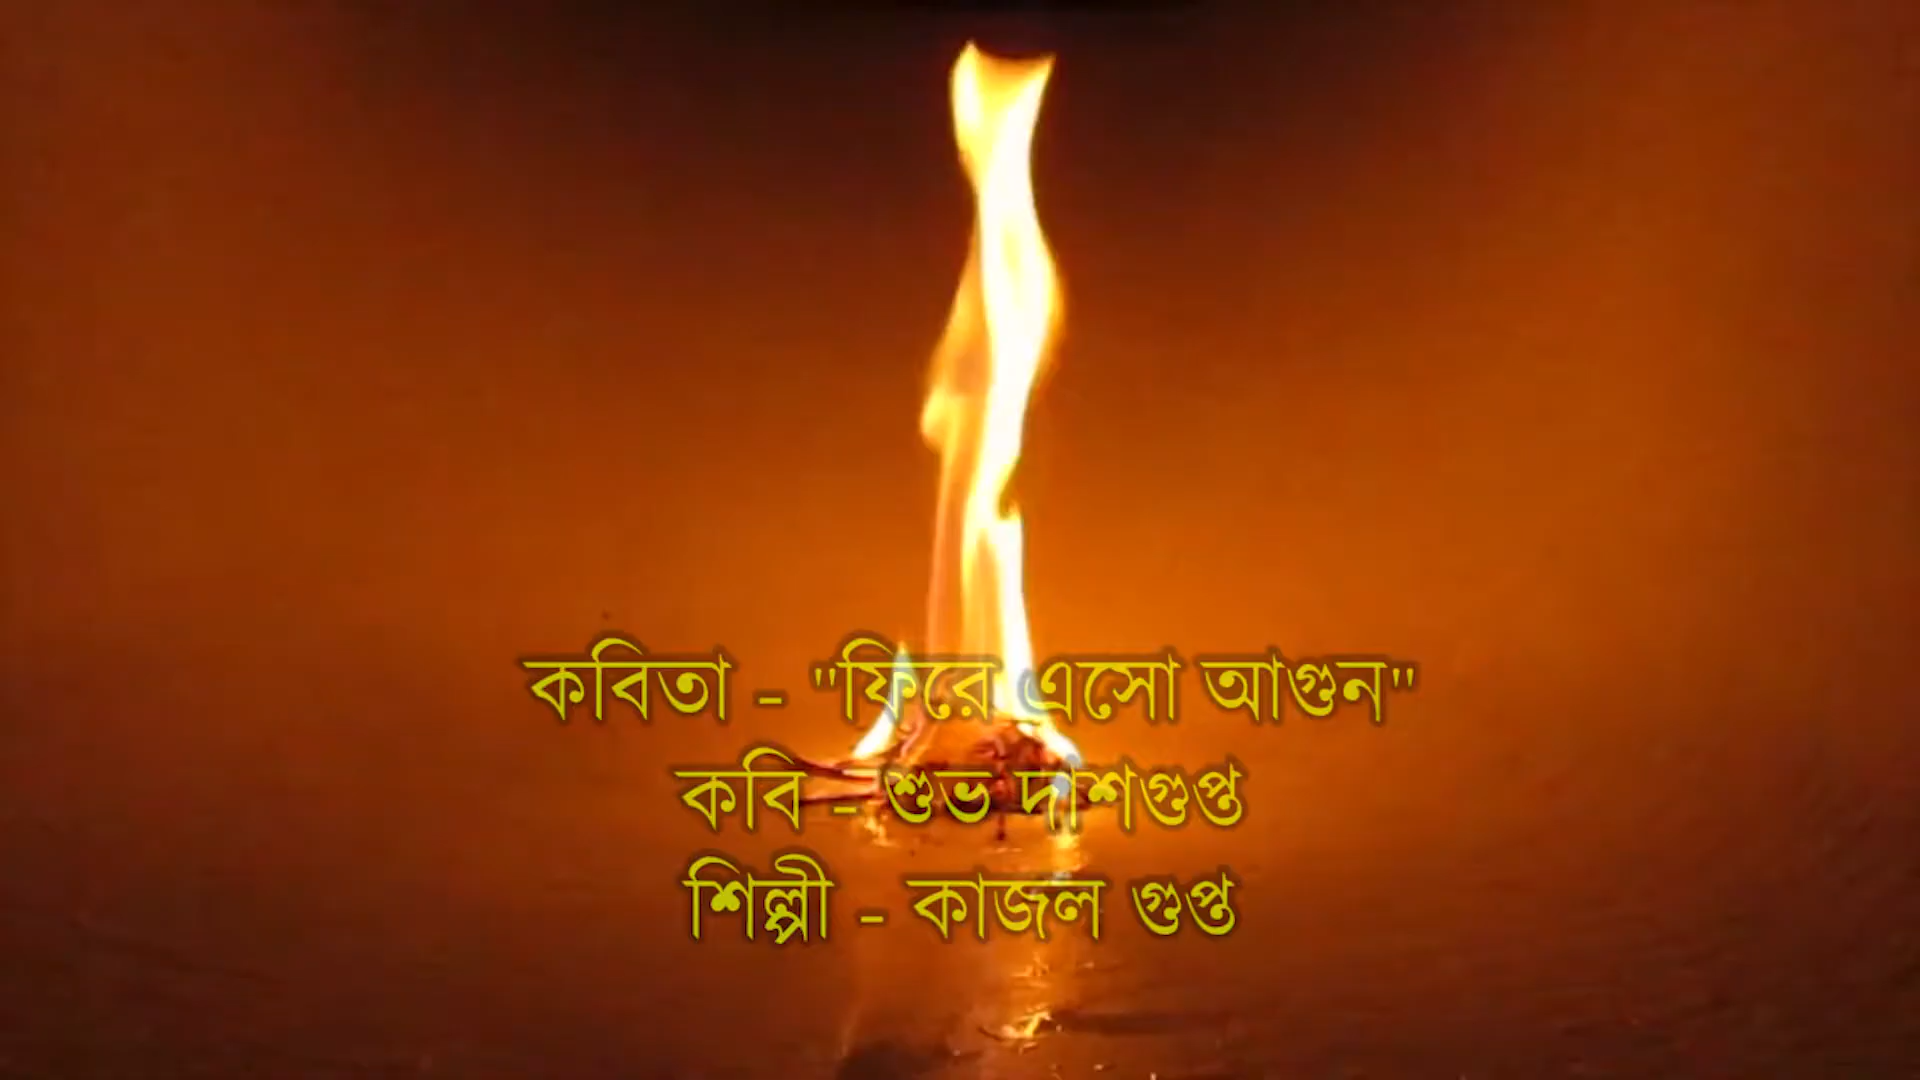 কবিতা - "ফিরে এসো আগুন"
কবি - শুভ দাশগুপ্ত
শিল্পী - কাজল গুপ্ত